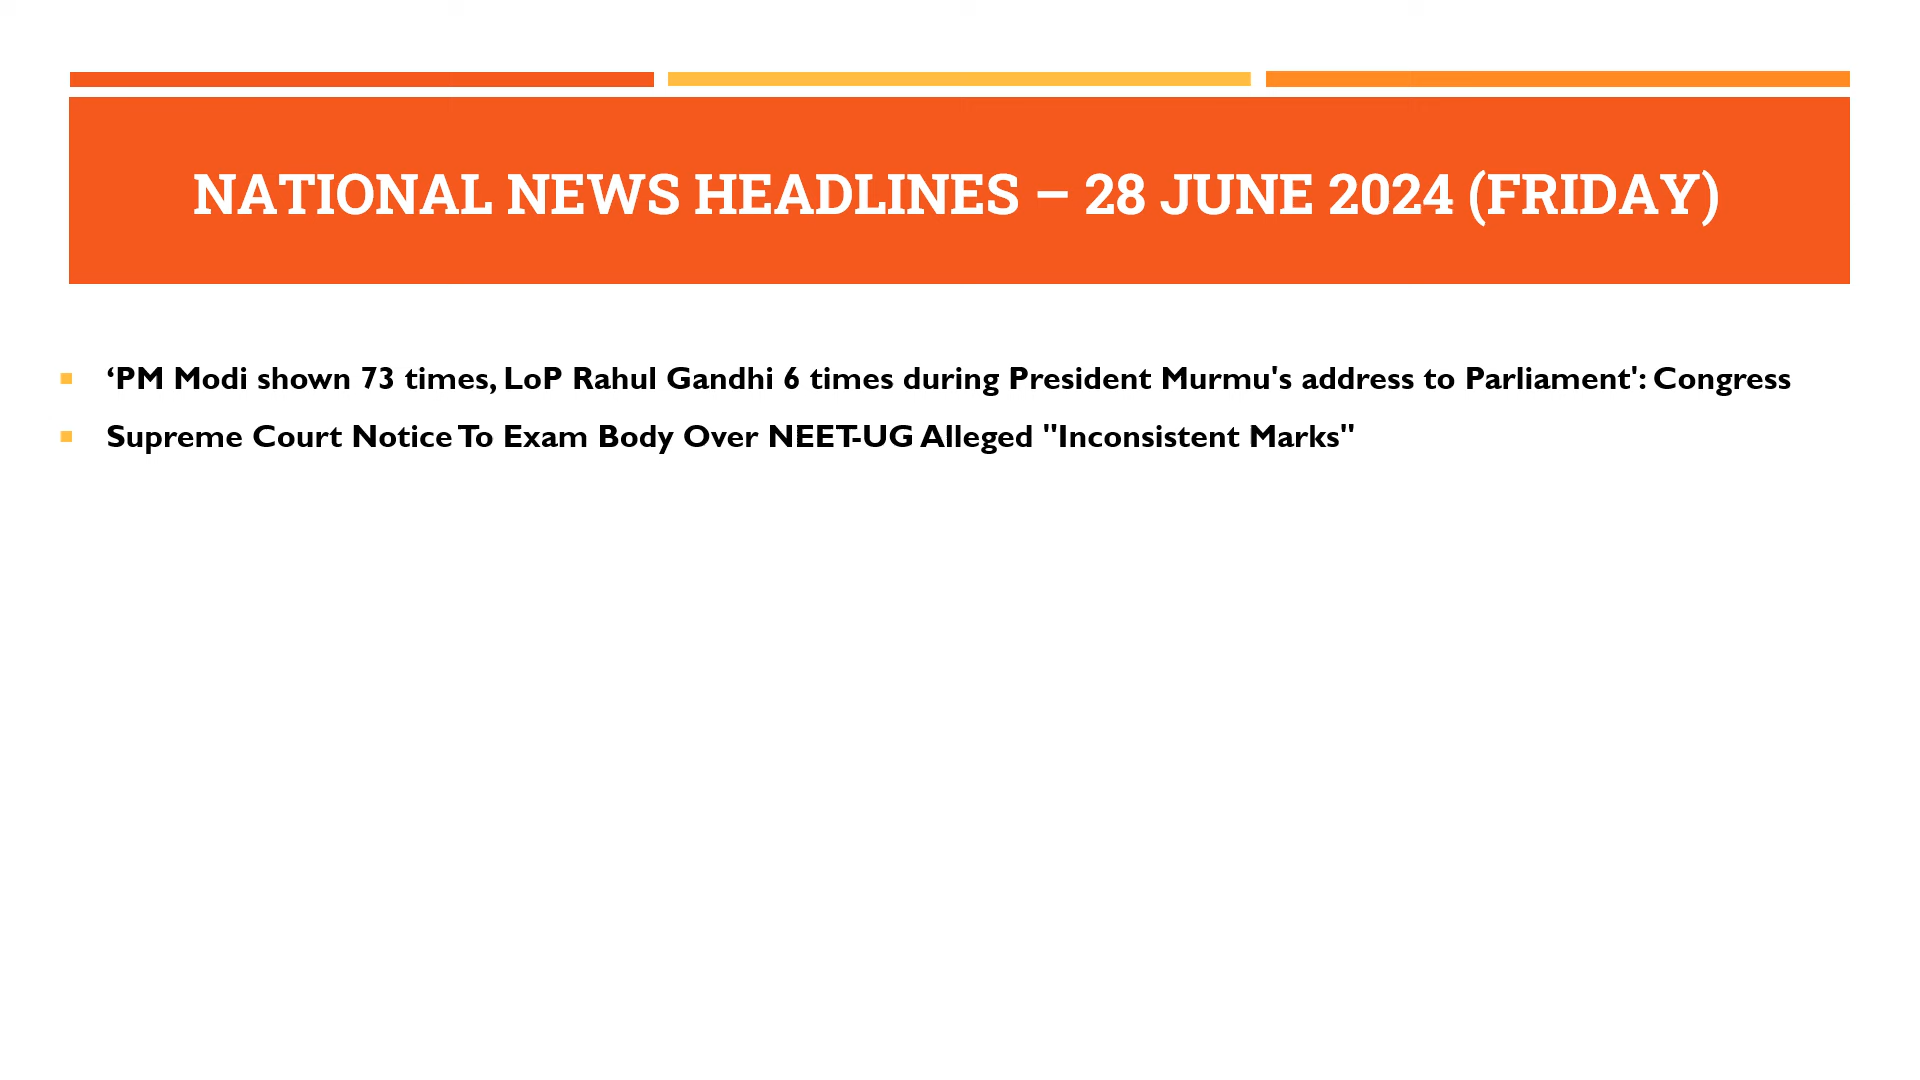 NATIONAL NEWS HEADLINES – 28 JUNE 2024 (FRIDAY)
‘PM Modi shown 73 times, LoP Rahul Gandhi 6 times during President Murmu's address to Parliament': Congress
Supreme Court Notice To Exam Body Over NEET-UG Alleged "Inconsistent Marks"